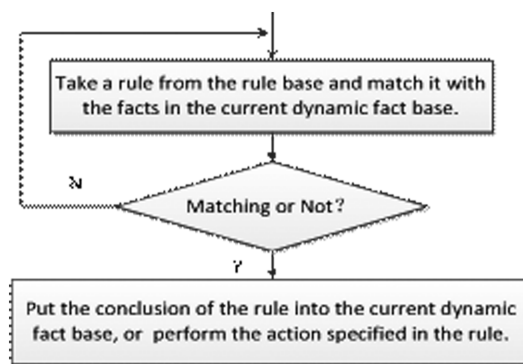 Take a rule from the rule base and match it with
the facts in the current dynamic fact base.
N
Matching or Not?
Y
Put the conclusion of the rule into the current dynamic
fact base, or perform the action specified in the rule.